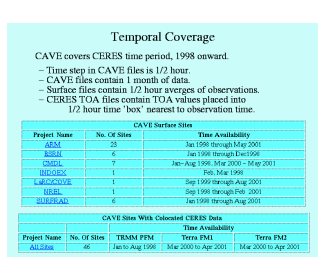 Temporal Coverage
CAVE covers CERES time period, 1998 onward.
– Time step in CAVE files is 1/2 hour.
– CAVE files contain 1 month of data.
– Surface files contain 1/2 hour averges of observations.
– CERES TOA files contain TOA values placed into
1/2 hour time 'box' nearest to observation time.
CAVE Surface Sites
Project Name No. Of Sites Time Availability
ARM 23 Jan 1998 through May 2001
BSRN 6 Jan 1998 through Dec1998
CMDL 7 Jan-Aug 1998, Mar 2000 - May 2001
INDOEX 1 Feb, Mar 1998
LaRC/COVE 1 Sep 1999 through Aug 2001
NREL 1 Sep 1998 through Feb 2001
SURFRAD 6 Jan 1998 through Aug 2001
CAVE Sites With Colocated CERES Data
Time Availability
Project Name No. Of Sites TRMM PFM Terra FM1 Terra FM2
All Sites 46 Jan to Aug 1998 Mar 2000 to Apr 2001 Mar 2000 to Apr 2001